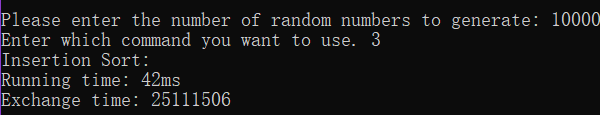 Please enter the number of random numbers to generate: 10000
Enter which command you want to use. 3
Insertion Sort:
Running time: 42ms
Exchange time: 25111506